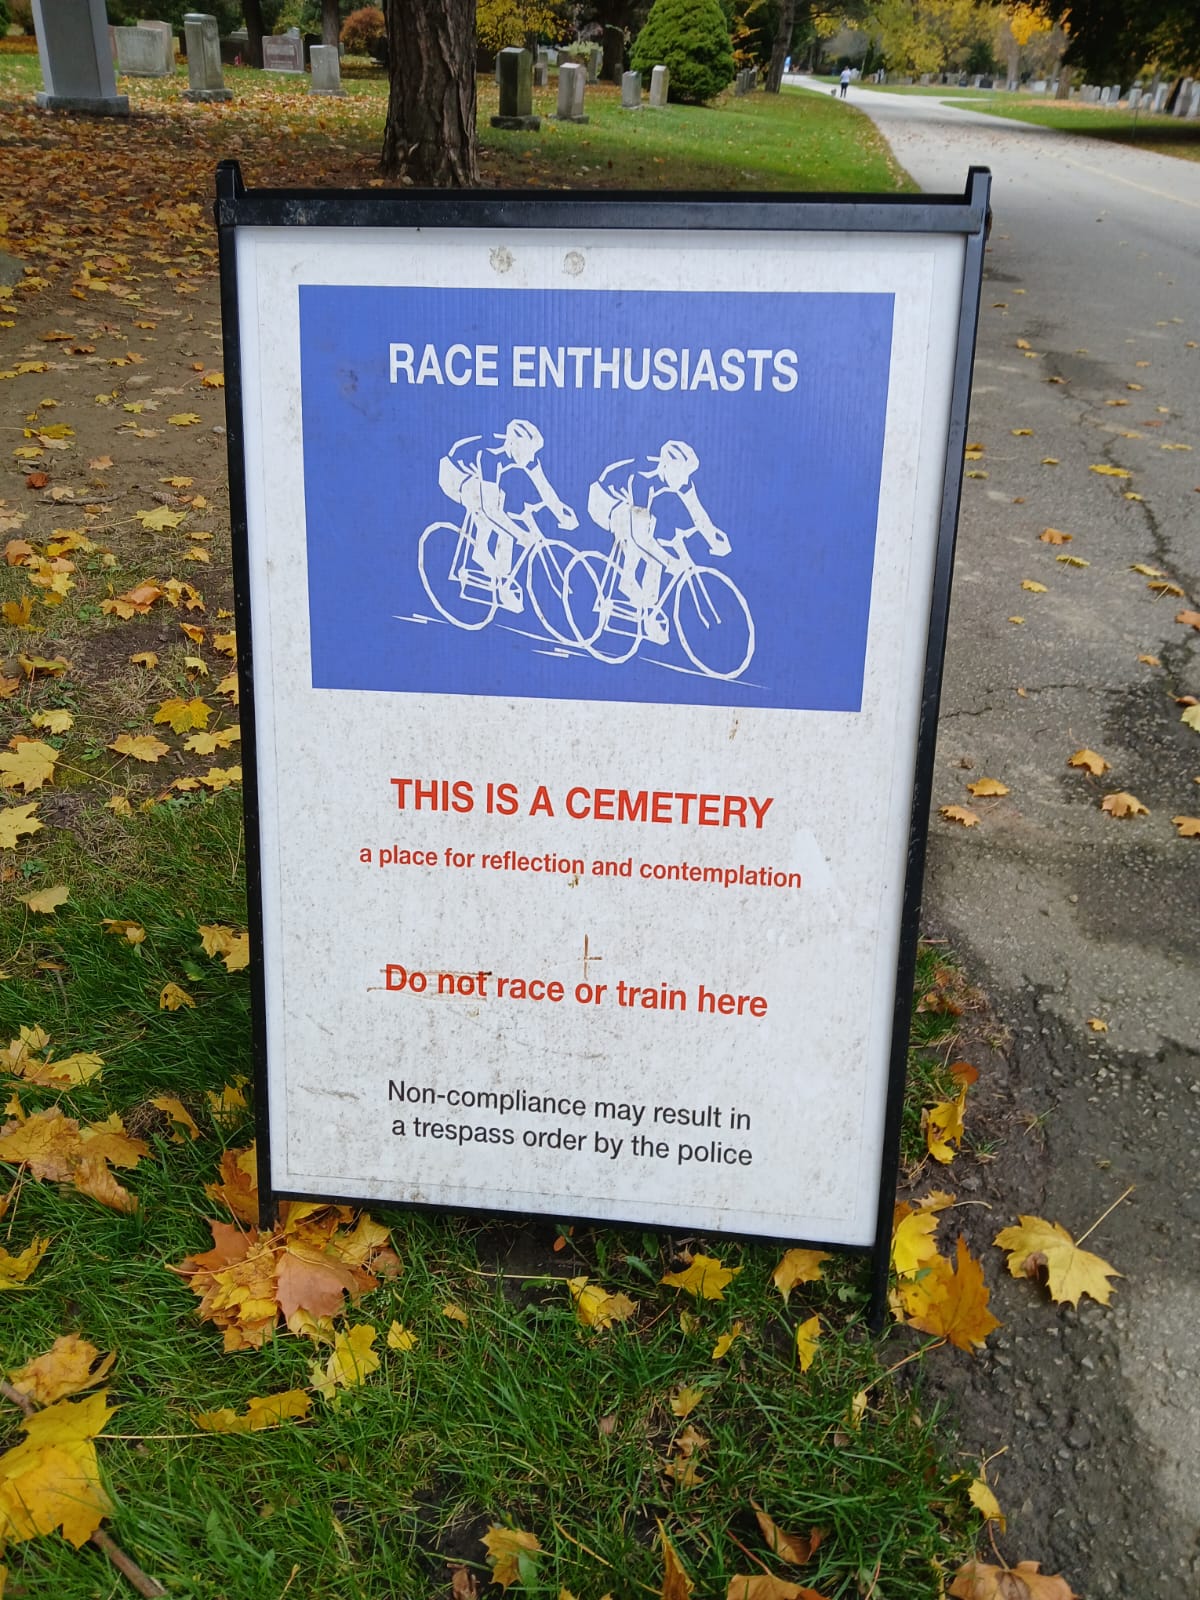 RACE ENTHUSIASTS
THIS IS A CEMETERY
a place for reflection and contemplation
Do not race or train here
Non-compliance may result in
a trespass order by the police